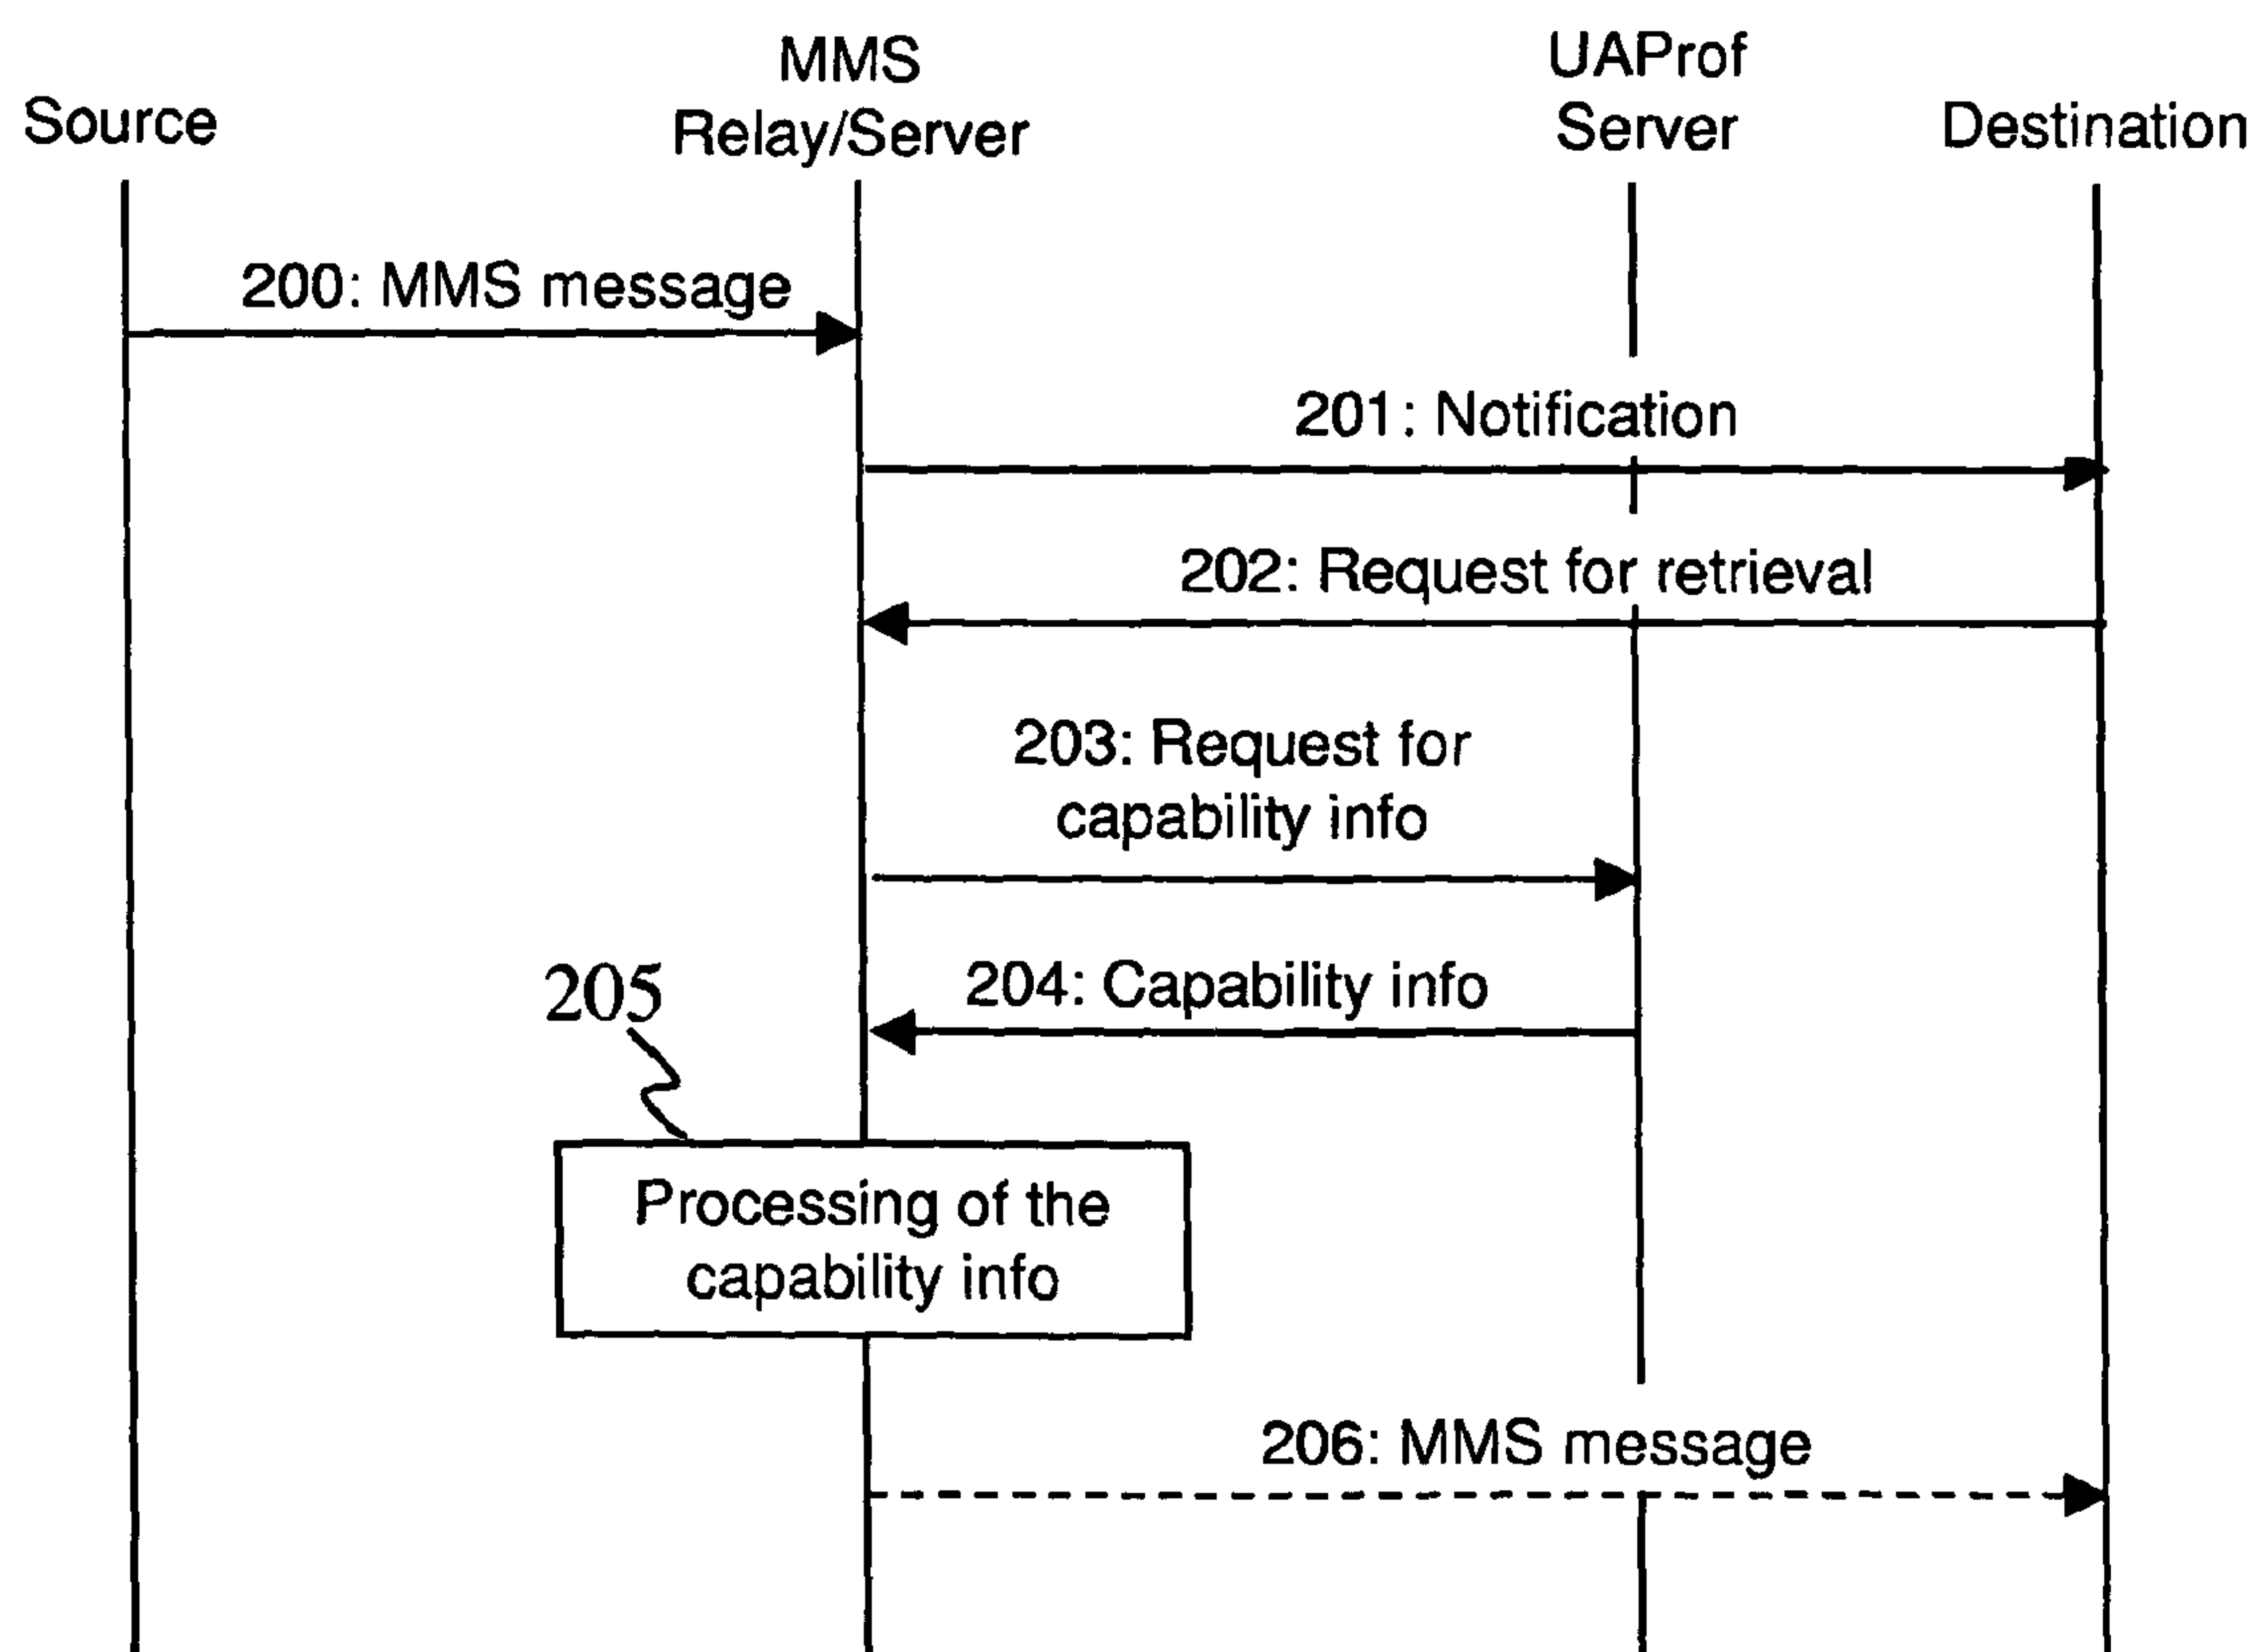 Source
MMS
Relay/Server
UAProf
Server
Destination
200: MMS message
201: Notification
202: Request for retrieval
203: Request for
capability info
204: Capability info
205
Processing of the
capability info
206: MMS message